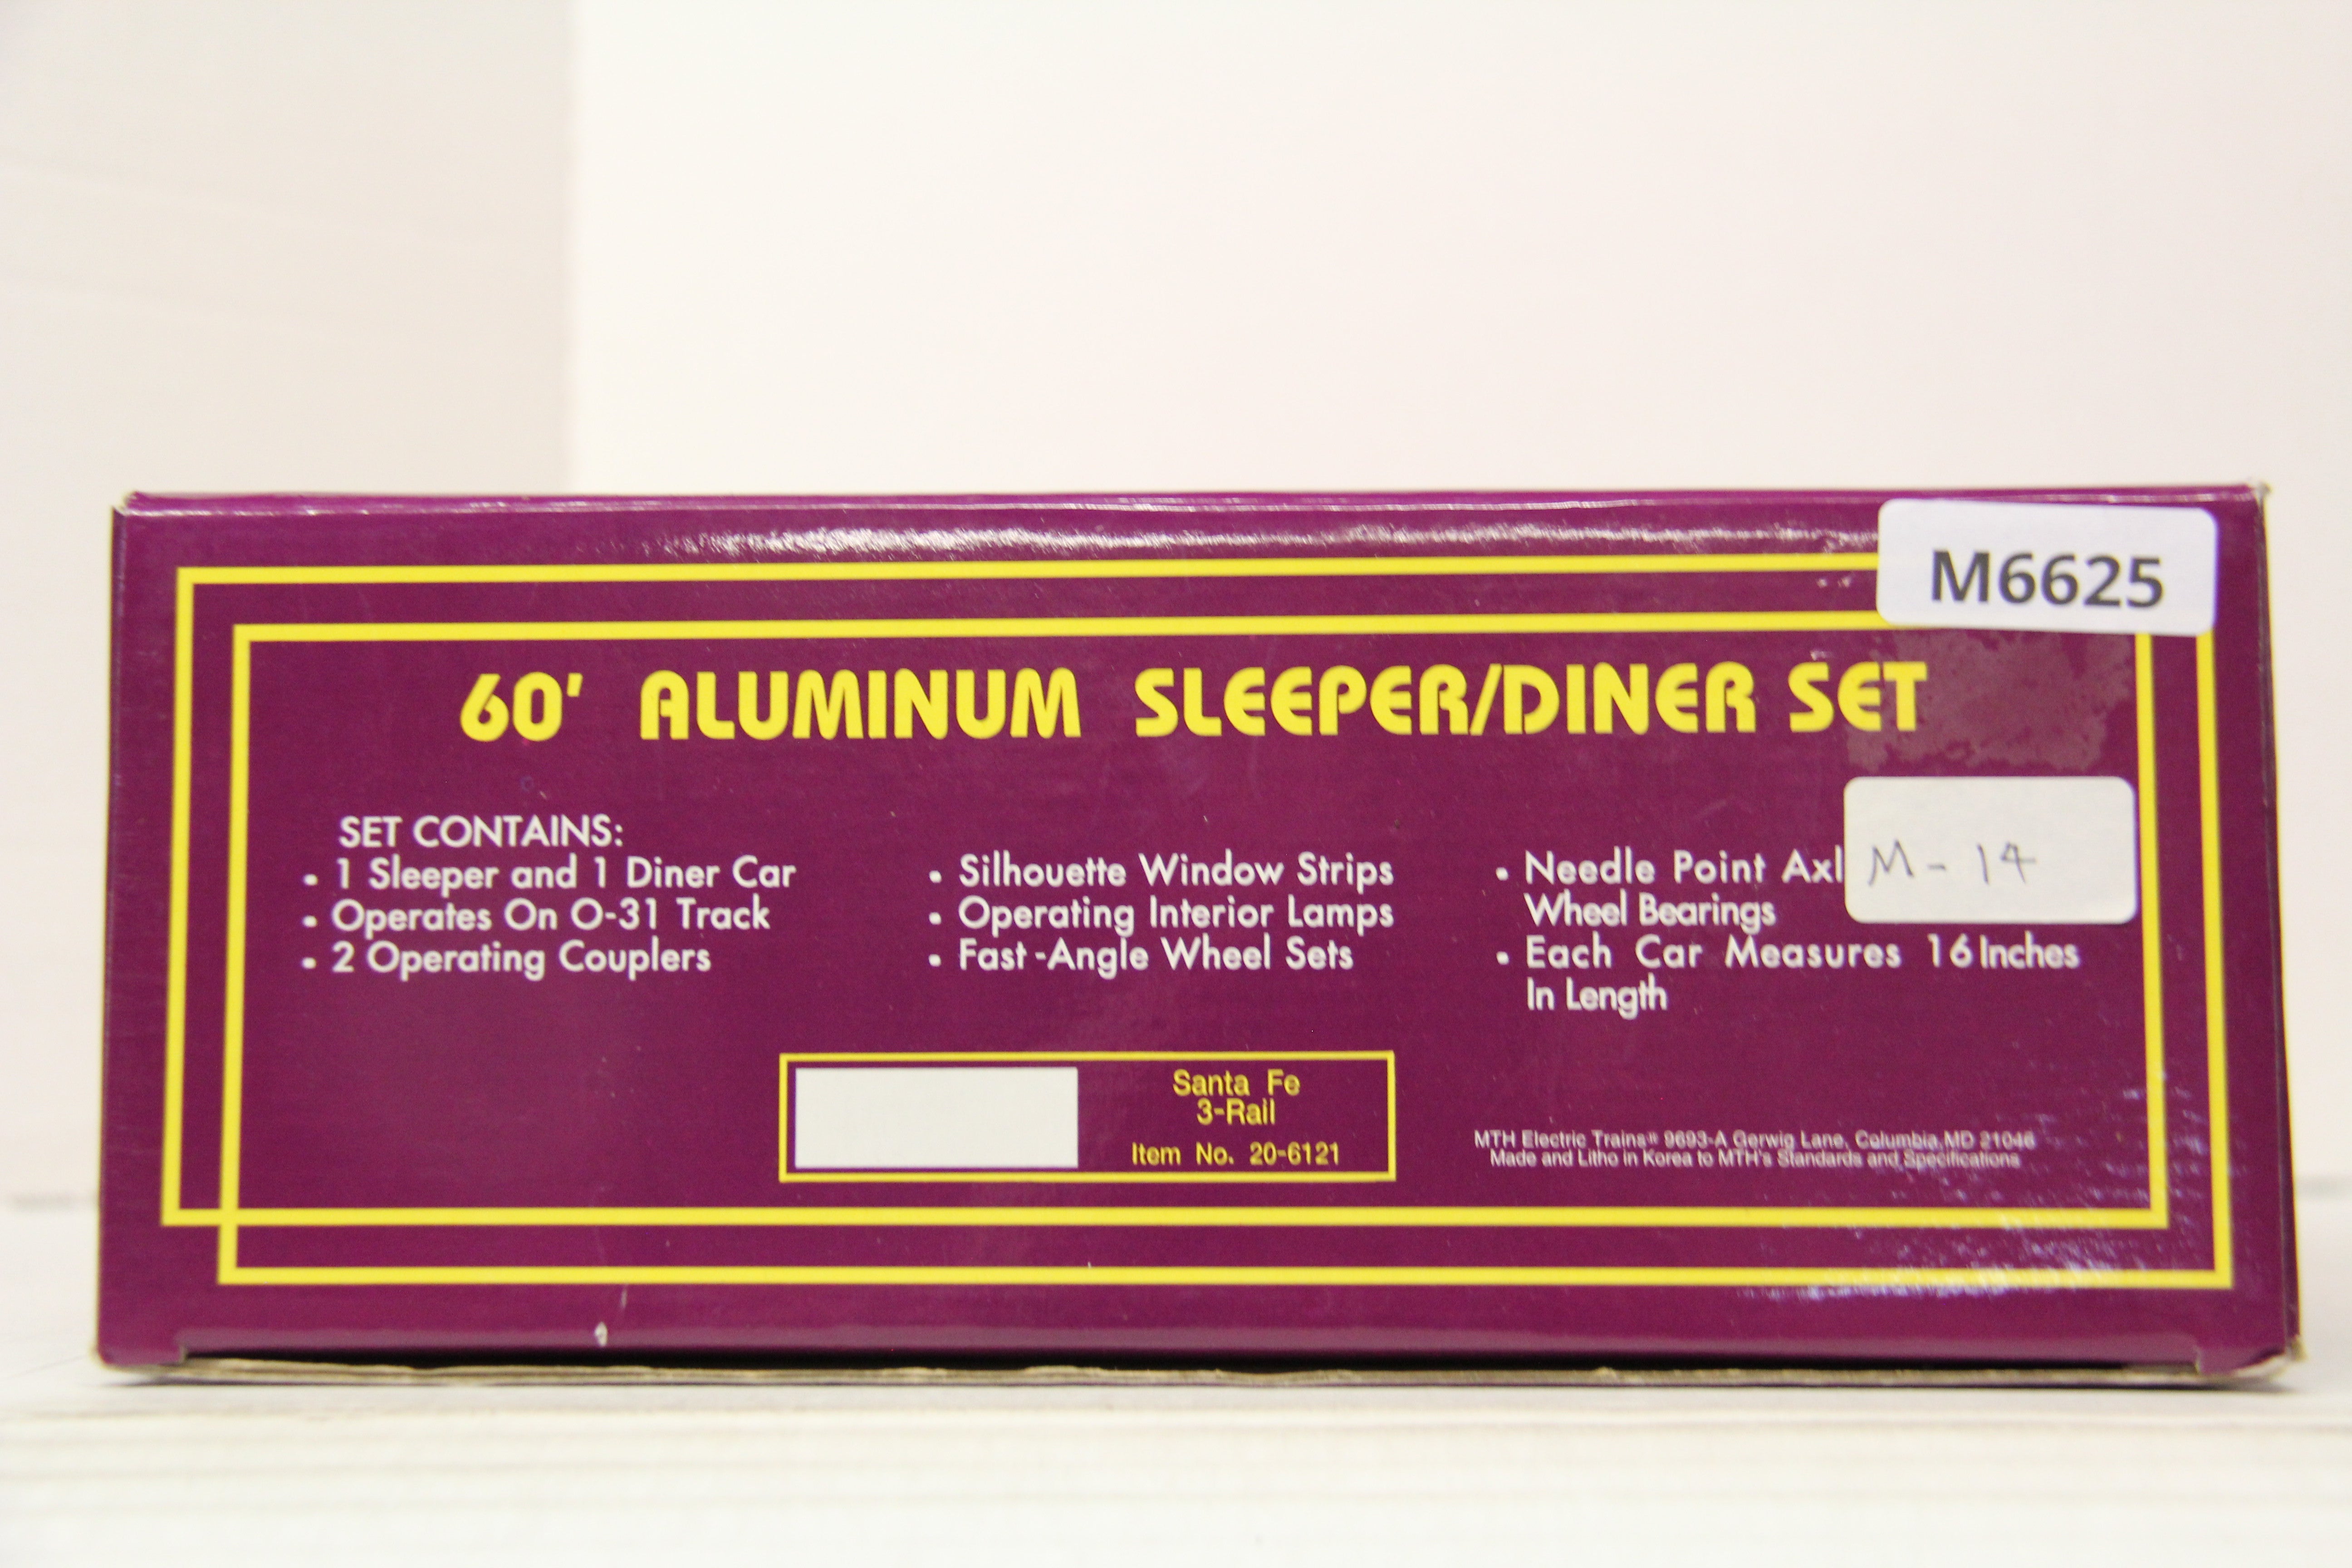 M6625
60' ALUMINUM SLEEPER/DINER SET
SET CONTAINS:
• 1 Sleeper and 1 Diner Car
• Operates On O-31 Track
• 2 Operating Couplers
• Silhouette Window Strips
• Operating Interior Lamps
• Fast-Angle Wheel Sets
• Needle Point Axl
Wheel Bearings
• Each Car Measures 16 Inches
In Length
M-14
Santa Fe
3-Rail
Item No. 20-6121
MTH Electric Trains® 9693-A Gerwig Lane, Columbia, MD 21046
Made and Litho in Korea to MTH's Standards and Specifications